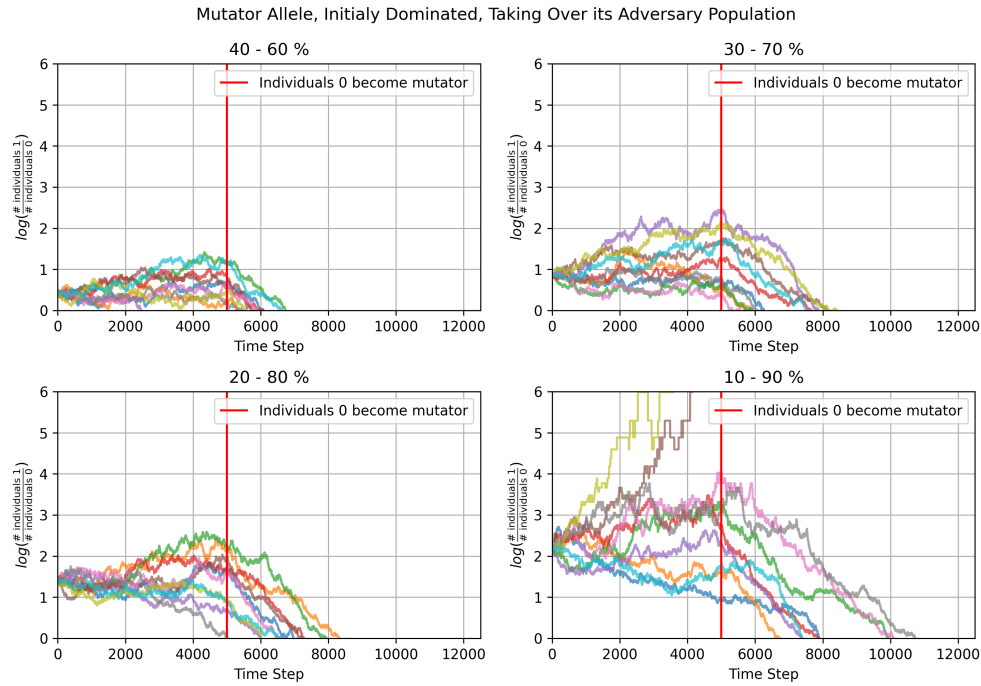 Mutator Allele, Initialy Dominated, Taking Over its Adversary Population
40 - 60 %
Individuals 0 become mutator
6
5
4
3
2
1
0
log(# individuals 1 / # individuals 0)
0 2000 4000 6000 8000 10000 12000
Time Step
30 - 70 %
Individuals 0 become mutator
6
5
4
3
2
1
0
log(# individuals 1 / # individuals 0)
0 2000 4000 6000 8000 10000 12000
Time Step
20 - 80 %
Individuals 0 become mutator
6
5
4
3
2
1
0
log(# individuals 1 / # individuals 0)
0 2000 4000 6000 8000 10000 12000
Time Step
10 - 90 %
Individuals 0 become mutator
6
5
4
3
2
1
0
log(# individuals 1 / # individuals 0)
0 2000 4000 6000 8000 10000 12000
Time Step